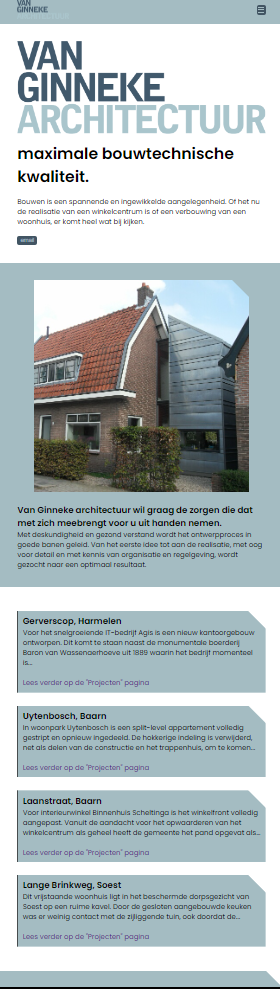 VAN
GINNEKE
VAN
GINNEKE
ARCHITECTUUR
maximale bouwtechnische
kwaliteit.
Bouwen is een spannende en ingewikkelde aangelegenheid. Of het nu
de realisatie van een winkelcentrum is of een verbouwing van een
woonhuis, er komt heel wat bij kijken.
email
Van Ginneke architectuur wil graag de zorgen die dat
met zich meebrengt voor u uit handen nemen.
Met deskundigheid en gezond verstand wordt het ontwerpproces in
goede banen geleid. Van het eerste idee tot aan de realisatie, met oog
voor detail en met kennis van organisatie en regelgeving, wordt
gezocht naar een optimaal resultaat.
Gerverscop, Harmelen
Voor het snelgroeiende IT-bedrijf Agis is een nieuw kantoorgebouw
ontworpen. Dit komt te staan naast de monumentale boerderij
Baron van Wassenaerhoeve uit 1889 waarin het bedrijf momenteel
is...
Lees verder op de "Projecten" pagina
Uytenbosch, Baarn
In woonpark Uytenbosch is een split-level appartement volledig
gestript en opnieuw ingedeeld. De hokkerige indeling is verwijderd,
net als delen van de constructie en het trappenhuis, om te komen...
Lees verder op de "Projecten" pagina
Laanstraat, Baarn
Voor interieurwinkel Binnenhuis Scheltinga is het winkelfront volledig
aangepast. Vanuit de aandacht voor het opwaarderen van het
winkelcentrum als geheel heeft de gemeente het pand opgevat als...
Lees verder op de "Projecten" pagina
Lange Brinkweg, Soest
Dit vrijstaande woonhuis ligt in het beschermde dorpsgezicht van
Soest op een ruime kavel. Door de gesloten aangebouwde keuken
was er weinig contact met de zijliggende tuin, ook doordat de...
Lees verder op de "Projecten" pagina